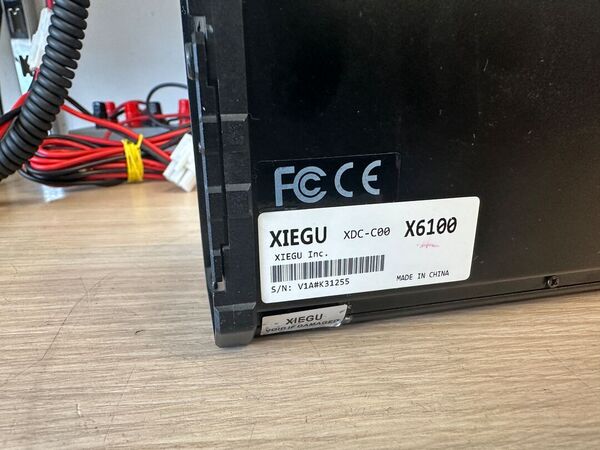 FC CE
XIEGU XDC-C00 X6100
XIEGU Inc.
S/N: V1A#K31255
MADE IN CHINA
XIEGU
VOID IF DAMAGED